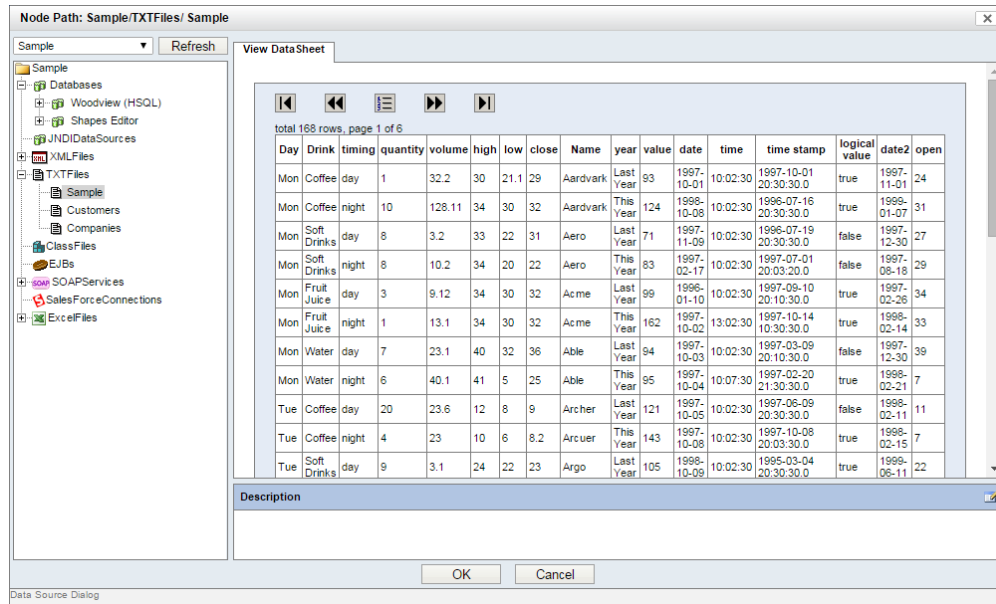 Node Path: Sample/TXTFiles/ Sample
Sample Refresh
Sample
Databases
Woodview (HSQL)
Shapes Editor
JNDIDataSources
XMLFiles
TXTFiles
Sample
Customers
Companies
ClassFiles
EJBs
SOAPServices
SalesForceConnections
ExcelFiles
View DataSheet
total 168 rows, page 1 of 6
Day Drink timing quantity volume high low close Name year value date time time stamp logical value date2 open
Mon Coffee day 1 32.2 30 21.1 29 Aardvark Last Year 93 1997-10-01 10:02:30 1997-10-01 20:30:30.0 true 1997-11-01 24
Mon Coffee night 10 128.11 34 30 32 Aardvark This Year 124 1998-10-08 10:02:30 1996-07-16 20:30:30.0 true 1999-01-07 31
Mon Soft Drinks day 8 3.2 33 22 31 Aero Last Year 71 1997-11-09 10:02:30 1996-07-19 20:30:30.0 false 1997-12-30 27
Mon Soft Drinks night 8 10.2 34 20 22 Aero This Year 83 1997-02-17 10:02:30 1997-07-01 20:03:20.0 false 1997-08-18 29
Mon Fruit Juice day 3 9.12 34 30 32 Acme Last Year 99 1996-01-10 10:02:30 1997-09-10 20:10:30.0 true 1997-02-26 34
Mon Fruit Juice night 1 13.1 34 30 32 Acme This Year 162 1997-10-02 13:02:30 1997-10-14 10:30:30.0 true 1998-02-14 33
Mon Water day 7 23.1 40 32 36 Able Last Year 94 1997-10-03 10:02:30 1997-03-09 20:10:30.0 false 1997-12-30 39
Mon Water night 6 40.1 41 5 25 Able This Year 95 1997-10-04 10:07:30 1997-02-20 21:30:30.0 true 1998-02-21 7
Tue Coffee day 20 23.6 12 8 9 Archer Last Year 121 1997-10-05 10:02:30 1997-06-09 20:30:30.0 false 1998-02-11 11
Tue Coffee night 4 23 10 6 8.2 Arcuer This Year 143 1997-10-08 10:02:30 1997-10-08 20:03:30.0 true 1998-02-15 7
Tue Soft Drinks day 9 3.1 24 22 23 Argo Last Year 105 1998-10-09 10:02:30 1995-03-04 20:30:30.0 true 1999-06-11 22
Description
OK Cancel
Data Source Dialog